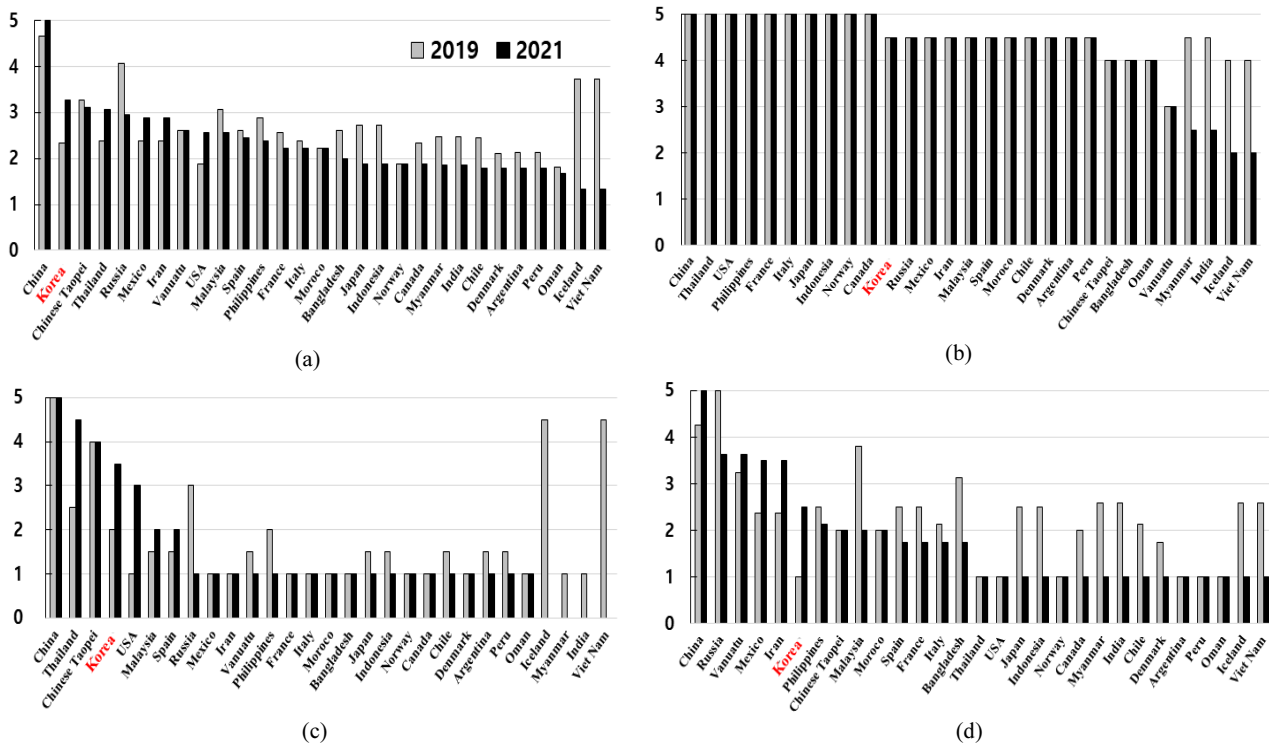 5
4
3
2
1
0
2019 2021
China
Korea
Chinese Taopei
Thailand
Russia
Mexico
Iran
Vanuatu
USA
Malaysia
Spain
Philippines
France
Italy
Moroco
Bangladesh
Japan
Indonesia
Norway
Canada
Myanmar
India
Chile
Denmark
Argentina
Peru
Oman
Iceland
Viet Nam
(a)
5
4
3
2
1
0
China
Thailand
USA
Philippines
France
Italy
Japan
Indonesia
Norway
Canada
Korea
Russia
Mexico
Iran
Malaysia
Spain
Moroco
Chile
Denmark
Argentina
Peru
Chinese Taopei
Bangladesh
Oman
Vanuatu
Myanmar
India
Iceland
Viet Nam
(b)
5
4
3
2
1
0
China
Thailand
Chinese Taopei
Korea
USA
Malaysia
Spain
Russia
Mexico
Iran
Vanuatu
Philippines
France
Italy
Moroco
Bangladesh
Japan
Indonesia
Norway
Canada
Chile
Denmark
Argentina
Peru
Oman
Iceland
Myanmar
India
Viet Nam
(c)
5
4
3
2
1
0
China
Russia
Vanuatu
Mexico
Iran
Korea
Philippines
Chinese Taopei
Malaysia
Moroco
Spain
France
Italy
Bangladesh
Thailand
USA
Japan
Indonesia
Norway
Canada
Myanmar
India
Chile
Denmark
Argentina
Peru
Oman
Iceland
Viet Nam
(d)